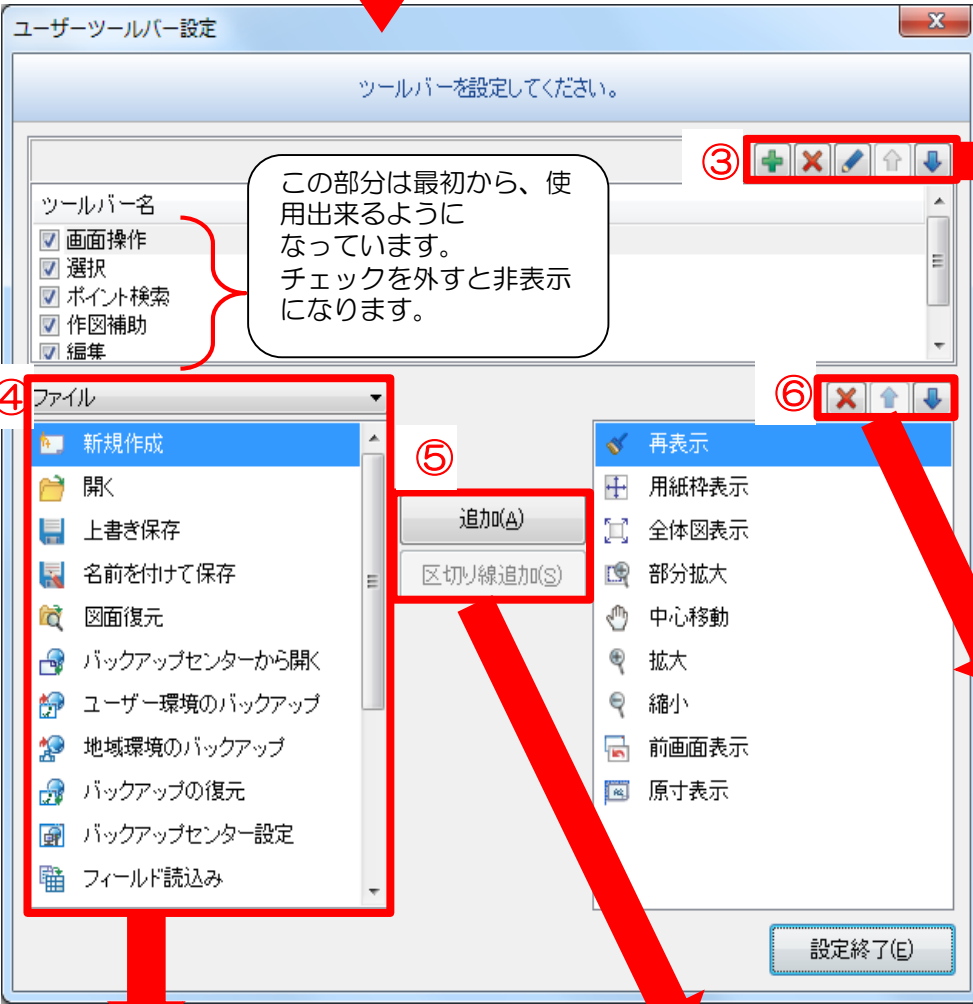 ユーザーツールバー設定
ツールバーを設定してください。
③
ツールバー名
画面操作
選択
ポイント検索
作図補助
編集
この部分は最初から、使
用出来るように
なっています。
チェックを外すと非表示
になります。
④
ファイル
新規作成
開く
上書き保存
名前を付けて保存
図面復元
バックアップセンターから開く
ユーザー環境のバックアップ
地域環境のバックアップ
バックアップの復元
バックアップセンター設定
フィールド読込み
⑤
追加(A)
区切り線追加(S)
⑥
再表示
用紙枠表示
全体図表示
部分拡大
中心移動
拡大
縮小
前画面表示
原寸表示
設定終了(E)